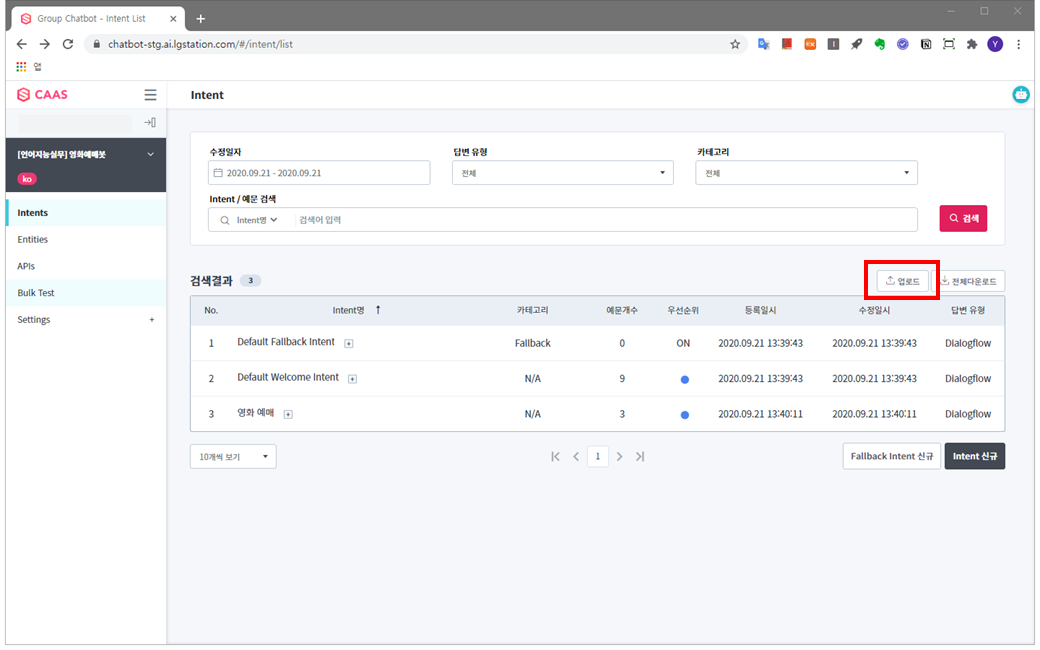 Group Chatbot - Intent List
chatbot-stg.ai.lgstation.com/#/intent/list
Y
앱
CAAS
Intent
[언어지능실무] 영화예매봇
ko
Intents
Entities
APIs
Bulk Test
Settings +
수정일자 답변 유형 카테고리
2020.09.21 - 2020.09.21 전체 전체
Intent / 예문 검색
Intent명 검색어 입력 검색
검색결과 3 업로드 전체다운로드
No. Intent명 ↑ 카테고리 예문개수 우선순위 등록일시 수정일시 답변 유형
1 Default Fallback Intent + Fallback 0 ON 2020.09.21 13:39:43 2020.09.21 13:39:43 Dialogflow
2 Default Welcome Intent + N/A 9 2020.09.21 13:39:43 2020.09.21 13:39:43 Dialogflow
3 영화 예매 + N/A 3 2020.09.21 13:40:11 2020.09.21 13:40:11 Dialogflow
10개씩 보기 1 Fallback Intent 신규 Intent 신규